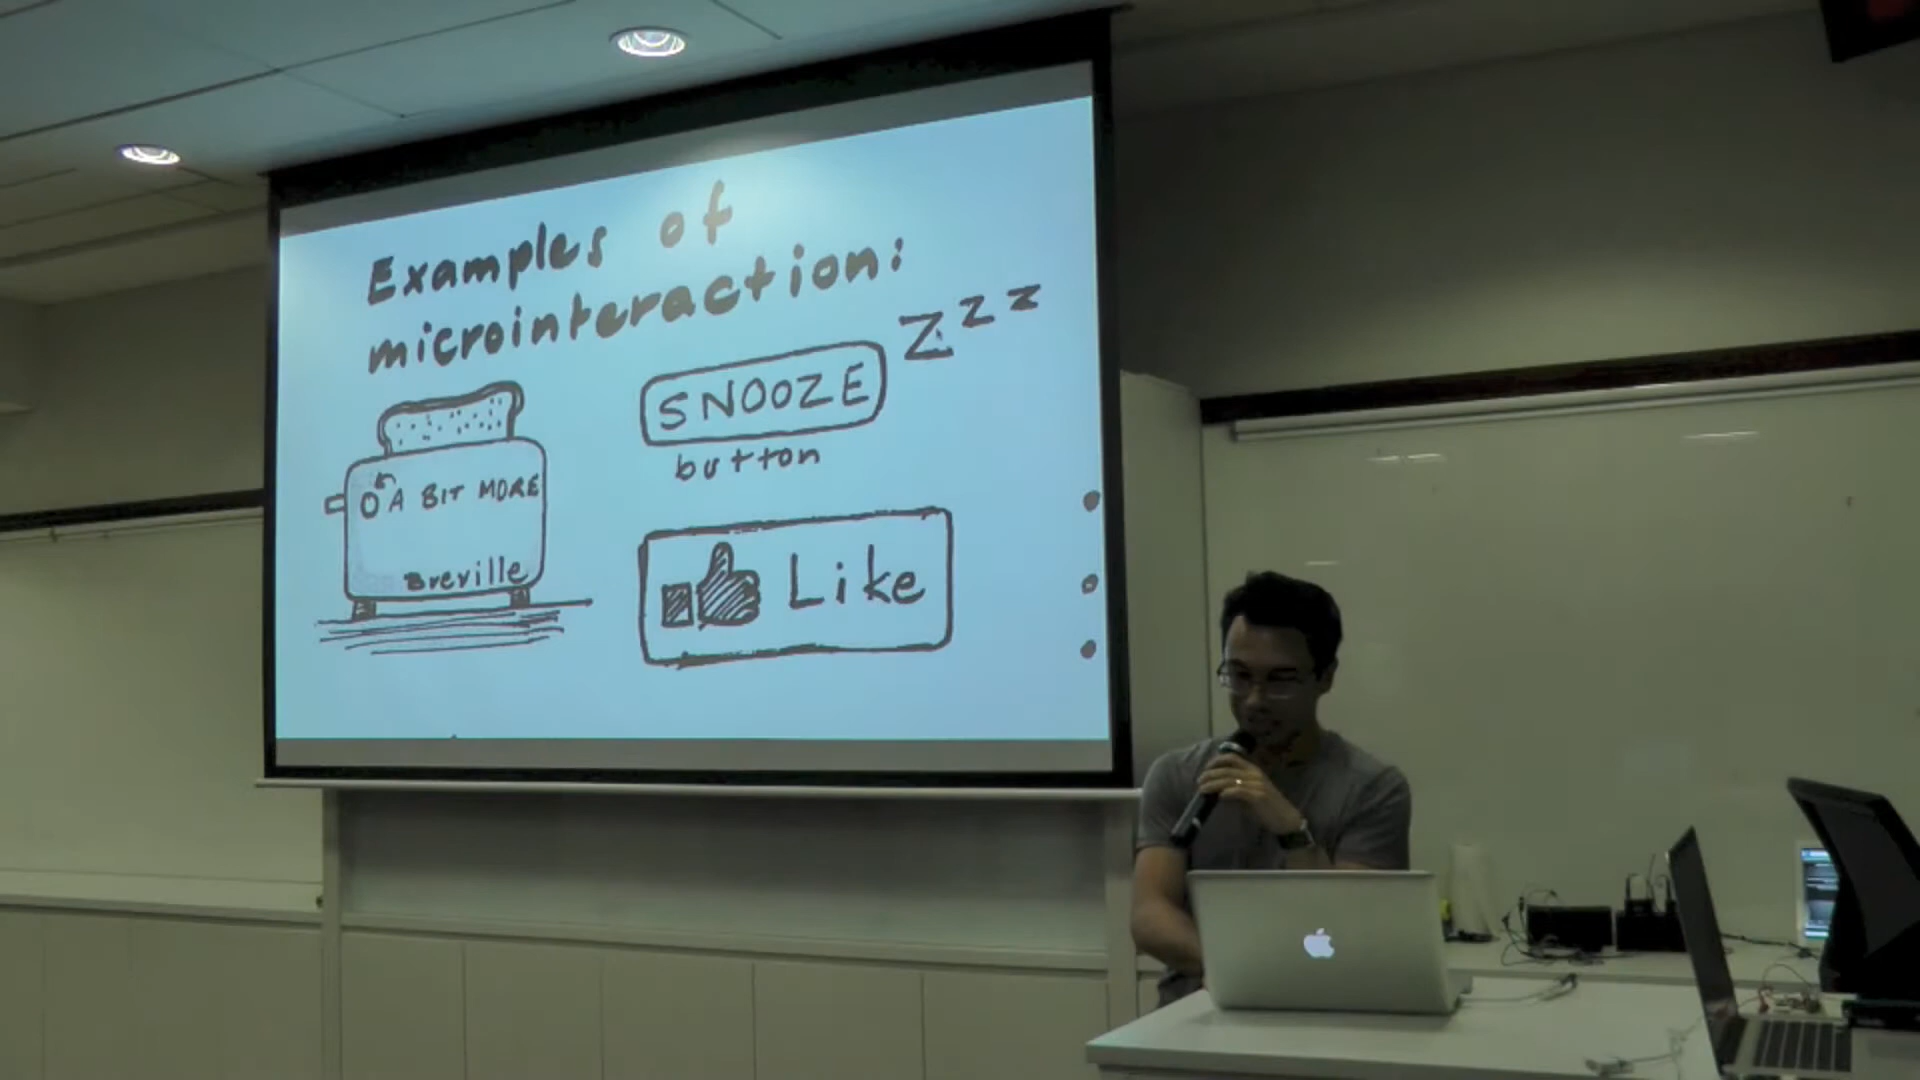 Examples of
microinteraction:
A BIT MORE
Breville
SNOOZE
zzz
button
Like